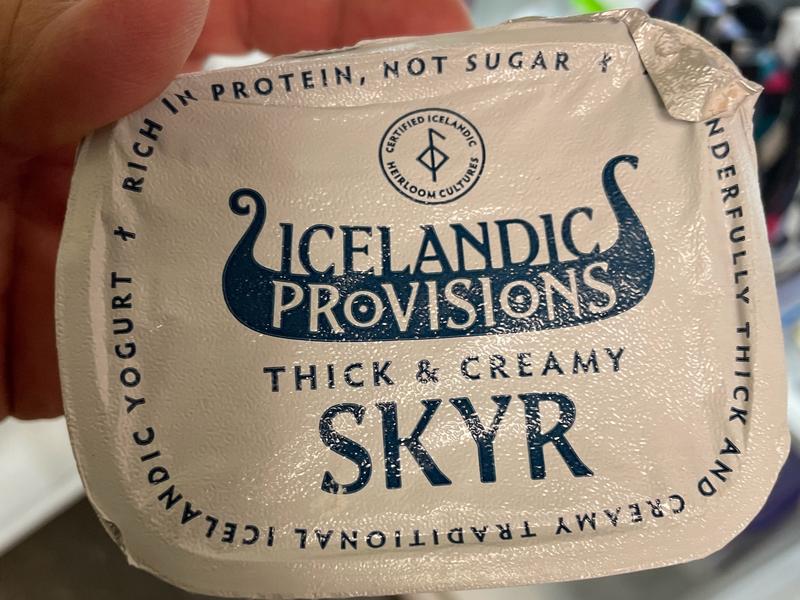 RICH IN PROTEIN, NOT SUGAR
THICK AND CREAMY TRADITIONAL ICELANDIC YOGURT
CERTIFIED ICELANDIC
HEIRLOOM CULTURES
ICELANDIC
PROVISIONS
THICK & CREAMY
SKYR